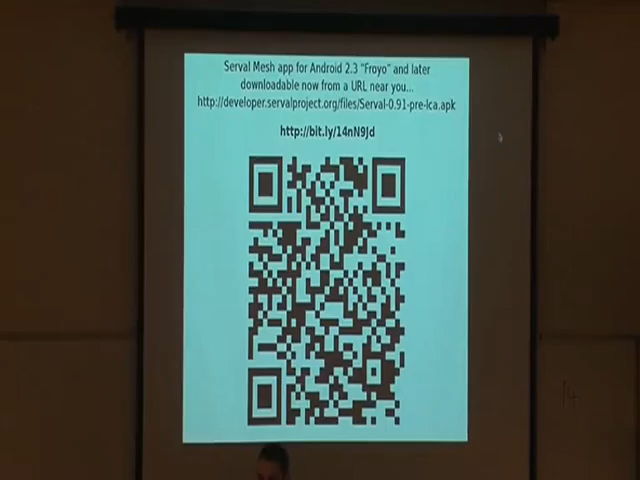 Serval Mesh app for Android 2.3 "Froyo" and later
downloadable now from a URL near you...
http://developer.servalproject.org/files/Serval-0.91-pre-lca.apk
http://bit.ly/14nN9Jd